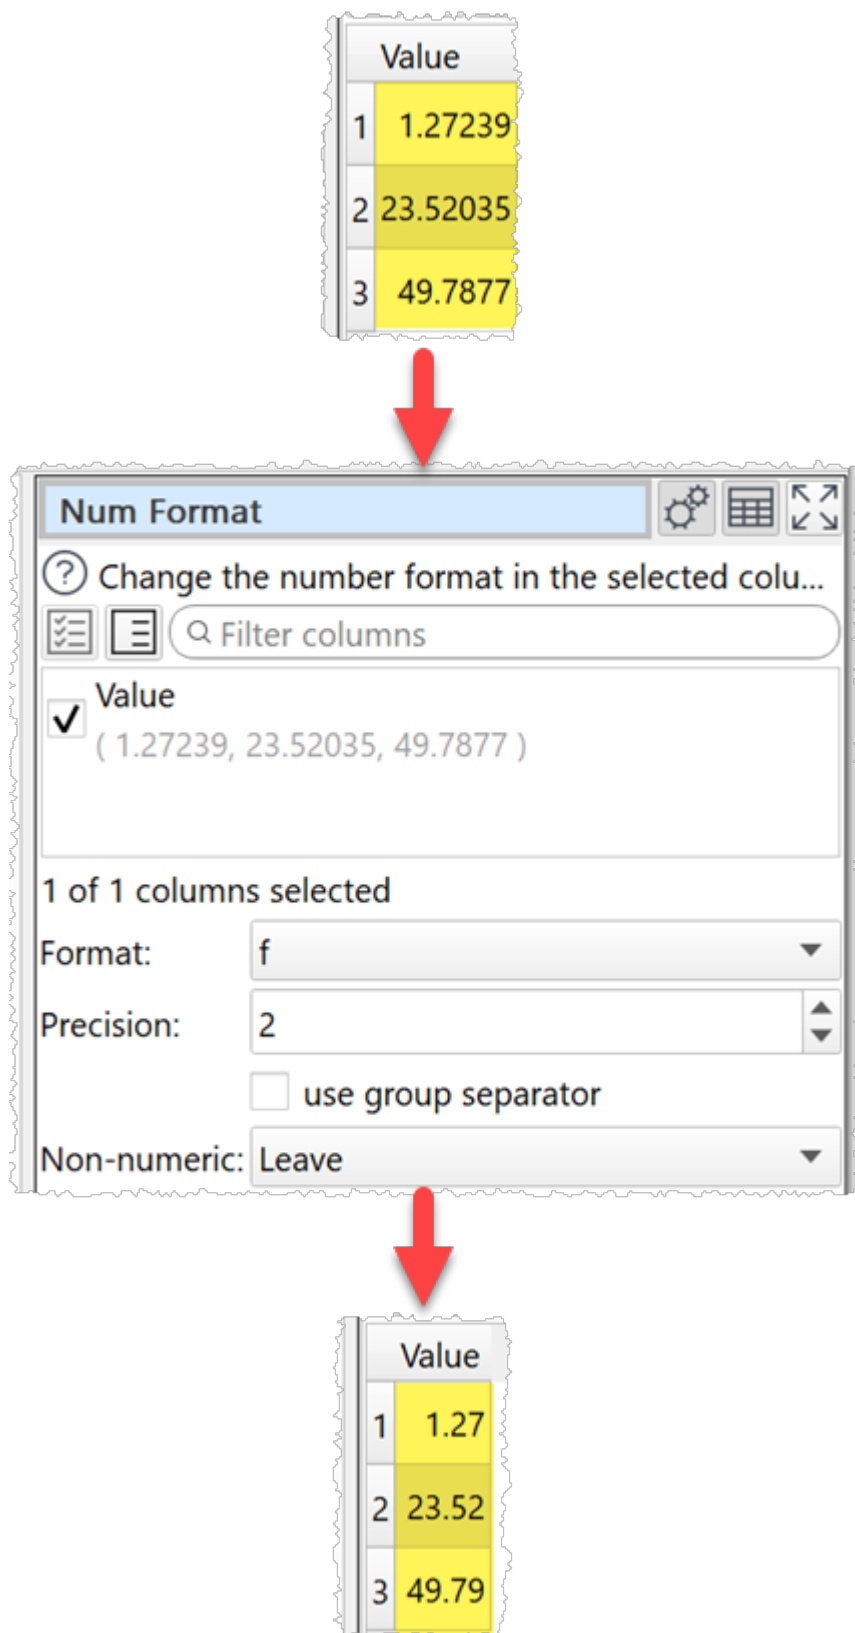 Value
1 1.27239
2 23.52035
3 49.7877
Num Format
? Change the number format in the selected colu...
Filter columns
Value
( 1.27239, 23.52035, 49.7877 )
1 of 1 columns selected
Format: f
Precision: 2
use group separator
Non-numeric: Leave
Value
1 1.27
2 23.52
3 49.79